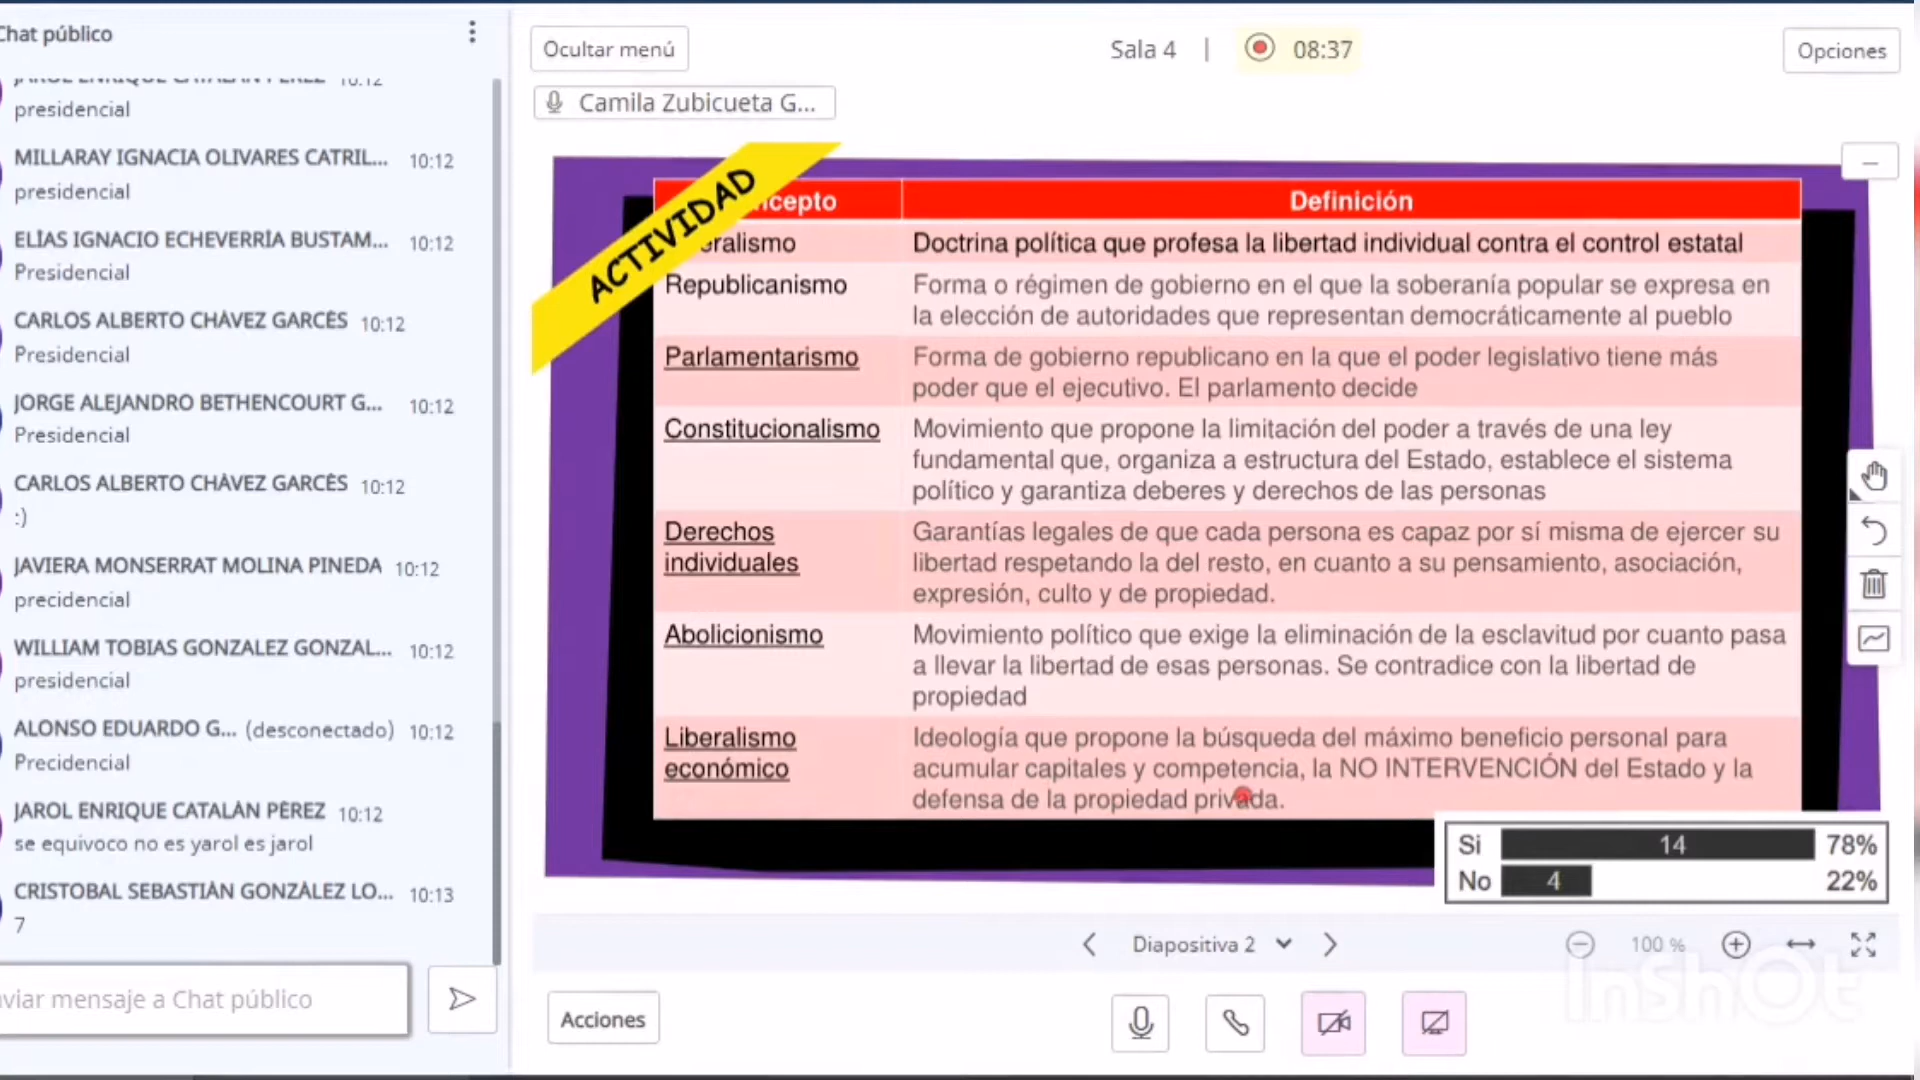 Chat público
JAROL ENRIQUE CATALÁN PÉREZ 10:12
presidencial
MILLARAY IGNACIA OLIVARES CATRIL... 10:12
presidencial
ELÍAS IGNACIO ECHEVERRÍA BUSTAM... 10:12
Presidencial
CARLOS ALBERTO CHÁVEZ GARCÉS 10:12
Presidencial
JORGE ALEJANDRO BETHENCOURT G... 10:12
Presidencial
CARLOS ALBERTO CHÁVEZ GARCÉS 10:12
:)
JAVIERA MONSERRAT MOLINA PINEDA 10:12
precidencial
WILLIAM TOBIAS GONZALEZ GONZAL... 10:12
presidencial
ALONSO EDUARDO G... (desconectado) 10:12
Precidencial
JAROL ENRIQUE CATALÁN PÉREZ 10:12
se equivoco no es yarol es jarol
CRISTOBAL SEBASTIÁN GONZÁLEZ LO... 10:13
7
nviar mensaje a Chat público
Ocultar menú
Sala 4 | 08:37
Opciones
Camila Zubicueta G...
ACTIVIDAD
ncepto Definición
eralismo Doctrina política que profesa la libertad individual contra el control estatal
Republicanismo Forma o régimen de gobierno en el que la soberanía popular se expresa en
la elección de autoridades que representan democráticamente al pueblo
Parlamentarismo Forma de gobierno republicano en la que el poder legislativo tiene más
poder que el ejecutivo. El parlamento decide
Constitucionalismo Movimiento que propone la limitación del poder a través de una ley
fundamental que, organiza a estructura del Estado, establece el sistema
político y garantiza deberes y derechos de las personas
Derechos Garantías legales de que cada persona es capaz por sí misma de ejercer su
individuales libertad respetando la del resto, en cuanto a su pensamiento, asociación,
expresión, culto y de propiedad.
Abolicionismo Movimiento político que exige la eliminación de la esclavitud por cuanto pasa
a llevar la libertad de esas personas. Se contradice con la libertad de
propiedad
Liberalismo Ideología que propone la búsqueda del máximo beneficio personal para
económico acumular capitales y competencia, la NO INTERVENCIÓN del Estado y la
defensa de la propiedad privada.
Si 14 78%
No 4 22%
Diapositiva 2
100 %
InShOt
Acciones